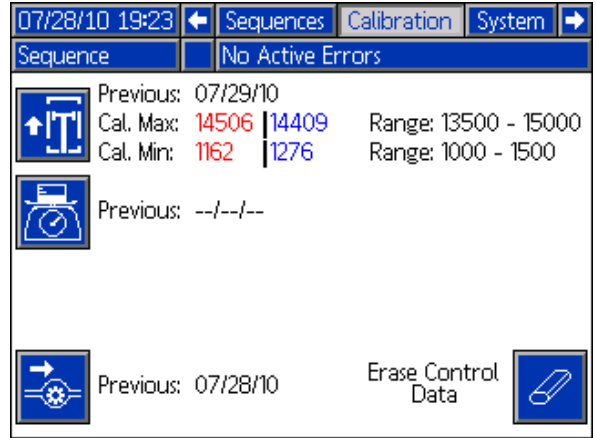 07/28/10 19:23 Sequences Calibration System
Sequence No Active Errors
Previous: 07/29/10
Cal. Max: 14506 14409 Range: 13500 - 15000
Cal. Min: 1162 1276 Range: 1000 - 1500
Previous: --/--/--
Previous: 07/28/10
Erase Control
Data